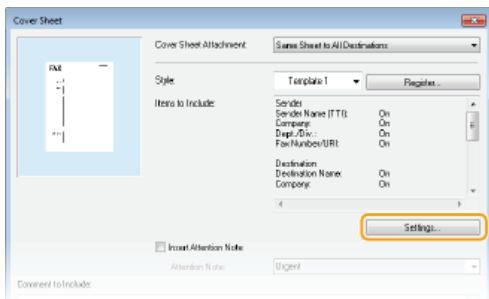 Cover Sheet
Cover Sheet Attachment: Same Sheet to All Destinations
FAX
Style: Template 1 Register...
Items to Include: Sender
Sender Name (TTI): On
Company: On
Dept./Div.: On
Fax Number/URI: On
Destination
Destination Name: On
Company: On
Settings...
Insert Attention Note
Attention Note: Urgent
Comment to Include: